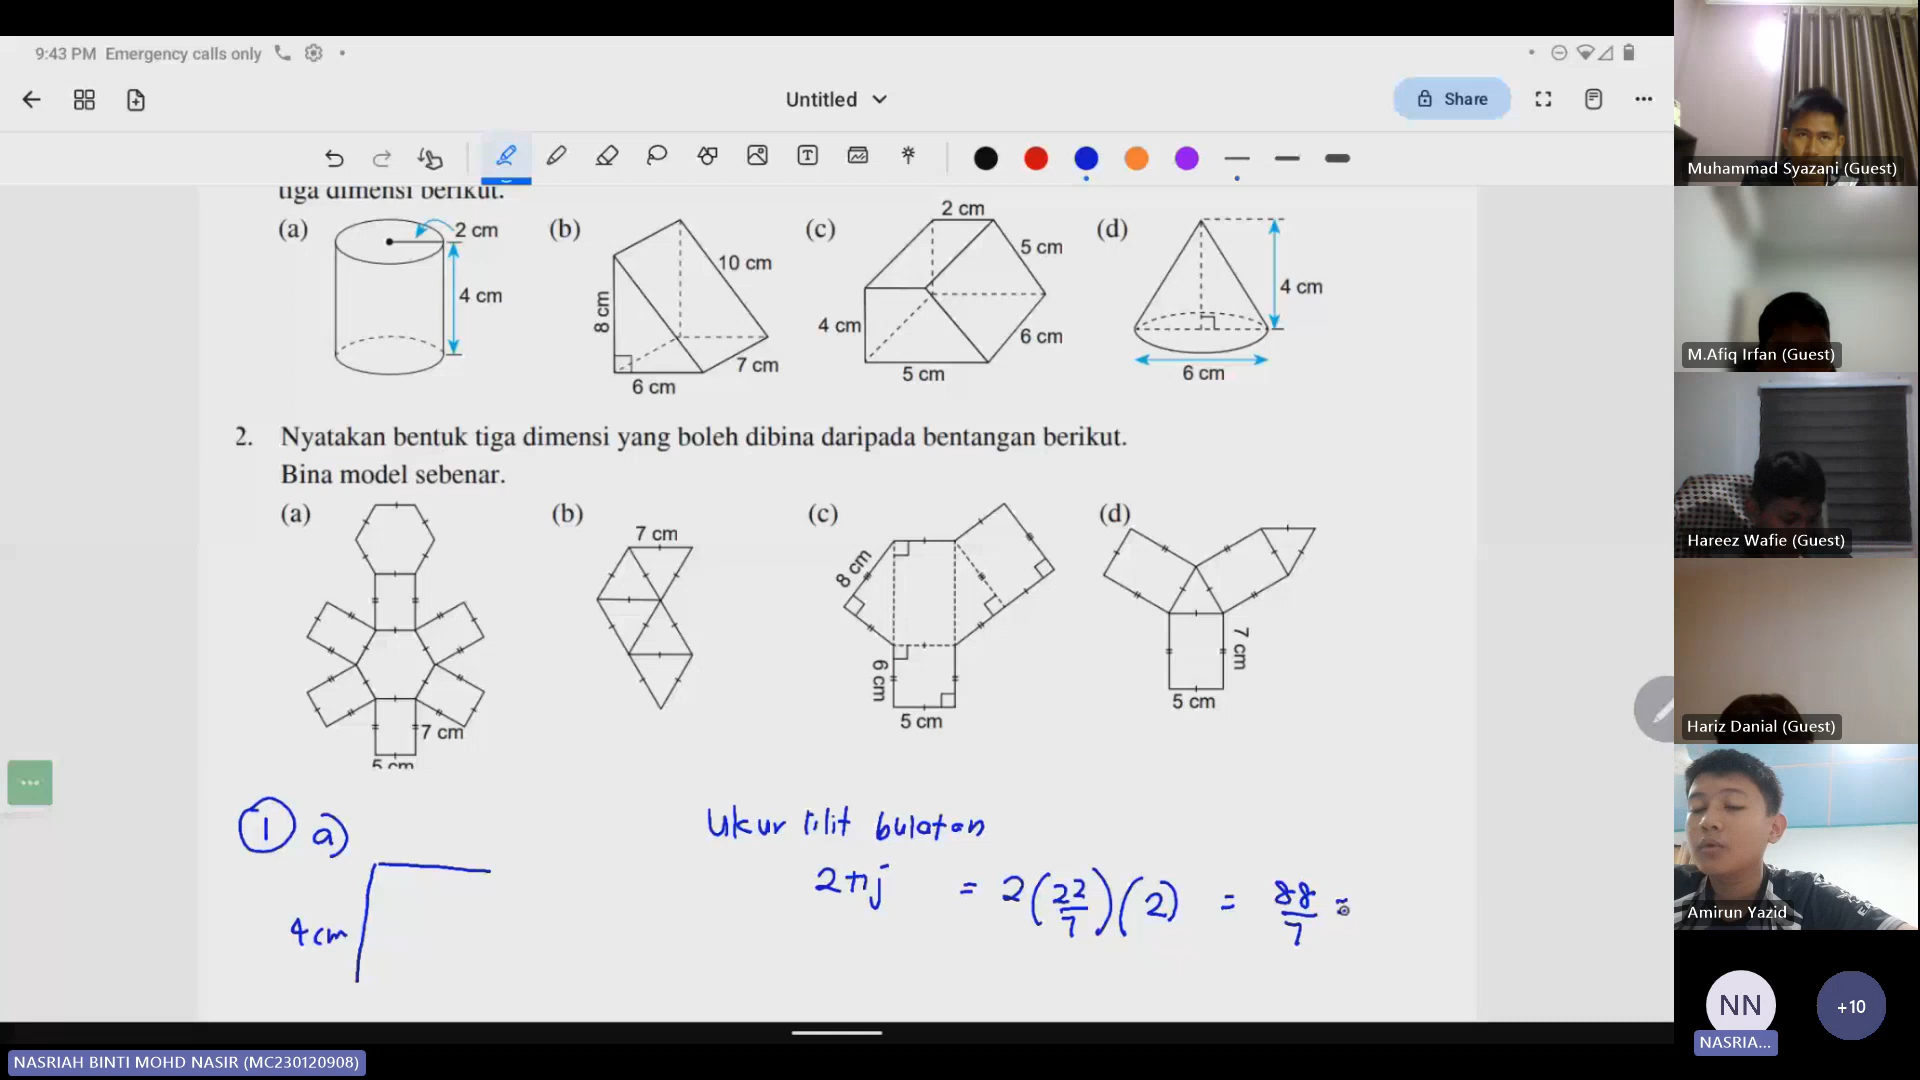 9:43 PM Emergency calls only
Untitled
Share
tiga dimensi berikut.
(a) 2 cm 4 cm
(b) 10 cm 8 cm 7 cm 6 cm
(c) 2 cm 5 cm 4 cm 6 cm 5 cm
(d) 4 cm 6 cm
2. Nyatakan bentuk tiga dimensi yang boleh dibina daripada bentangan berikut.
Bina model sebenar.
(a) 7 cm 5 cm
(b) 7 cm
(c) 8 cm 6 cm 5 cm
(d) 7 cm 5 cm
1 a)
4 cm
Ukur lilit bulatan
2πj = 2(22/7)(2) = 88/7 =
Muhammad Syazani (Guest)
M.Afiq Irfan (Guest)
Hareez Wafie (Guest)
Hariz Danial (Guest)
Amirun Yazid
NN
+10
NASRIA...
NASRIAH BINTI MOHD NASIR (MC230120908)